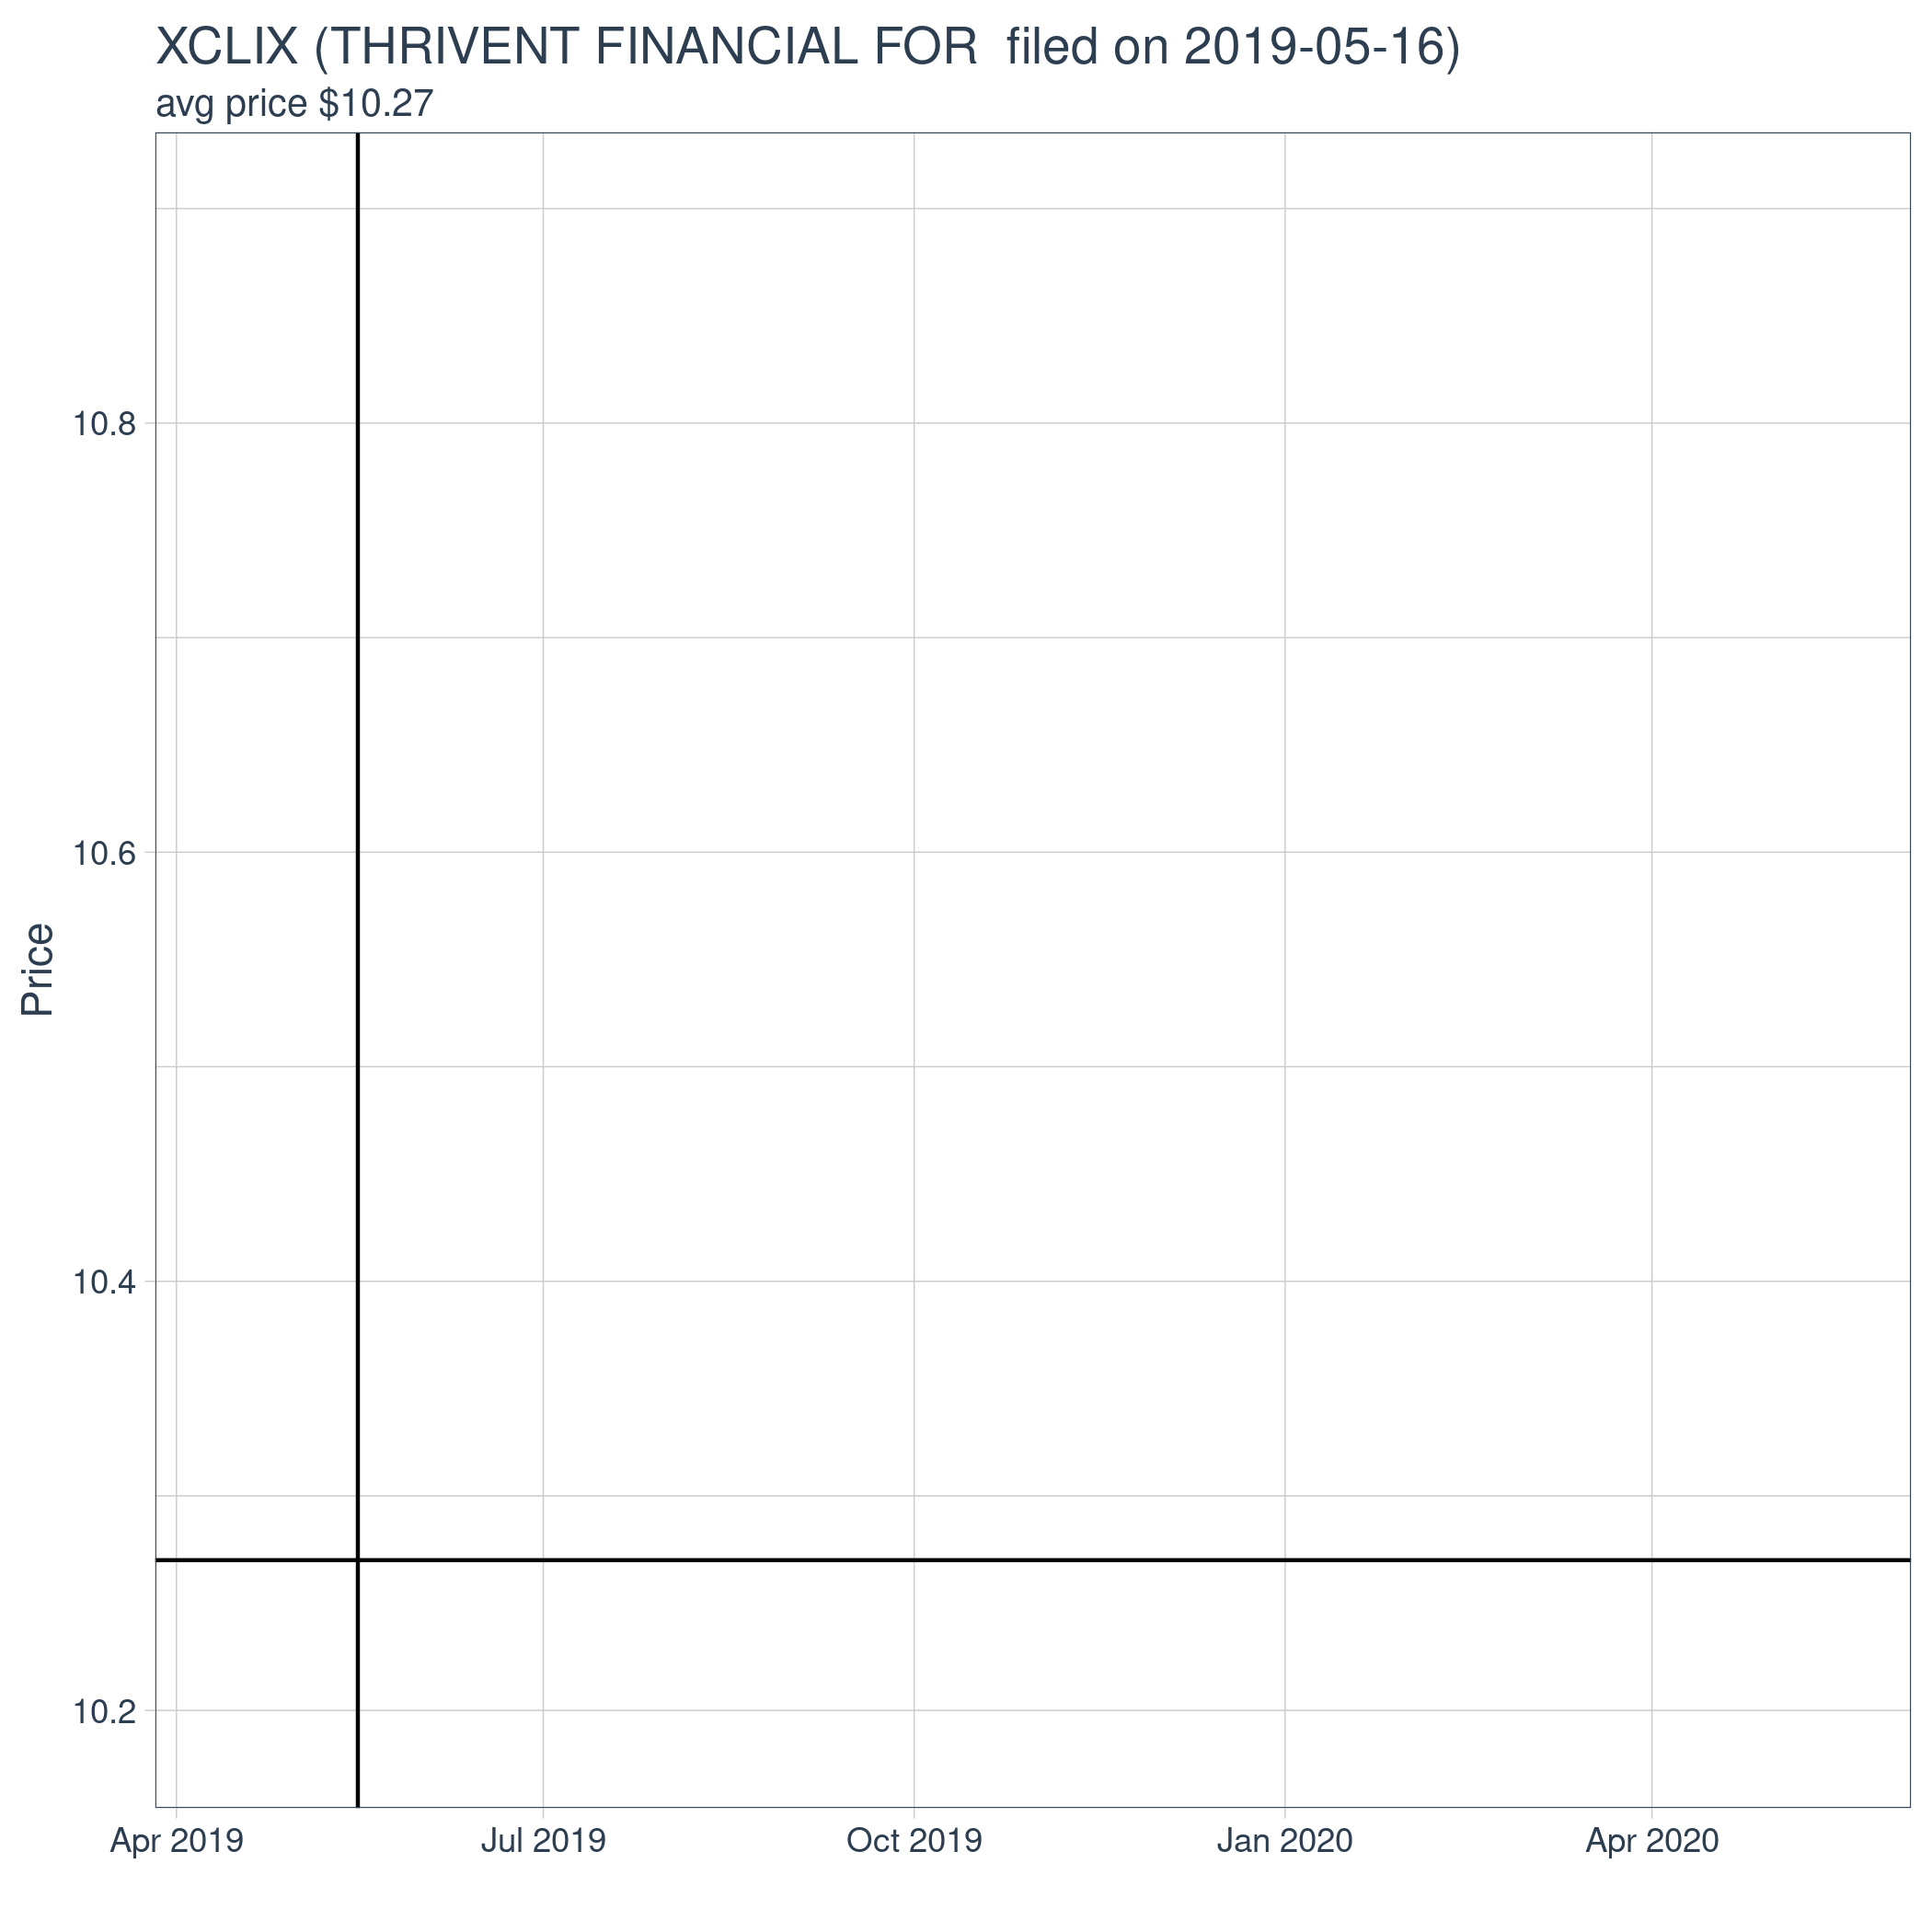 XCLIX (THRIVENT FINANCIAL FOR  filed on 2019-05-16)
avg price $10.27
10.8
10.6
Price
10.4
10.2
Apr 2019
Jul 2019
Oct 2019
Jan 2020
Apr 2020